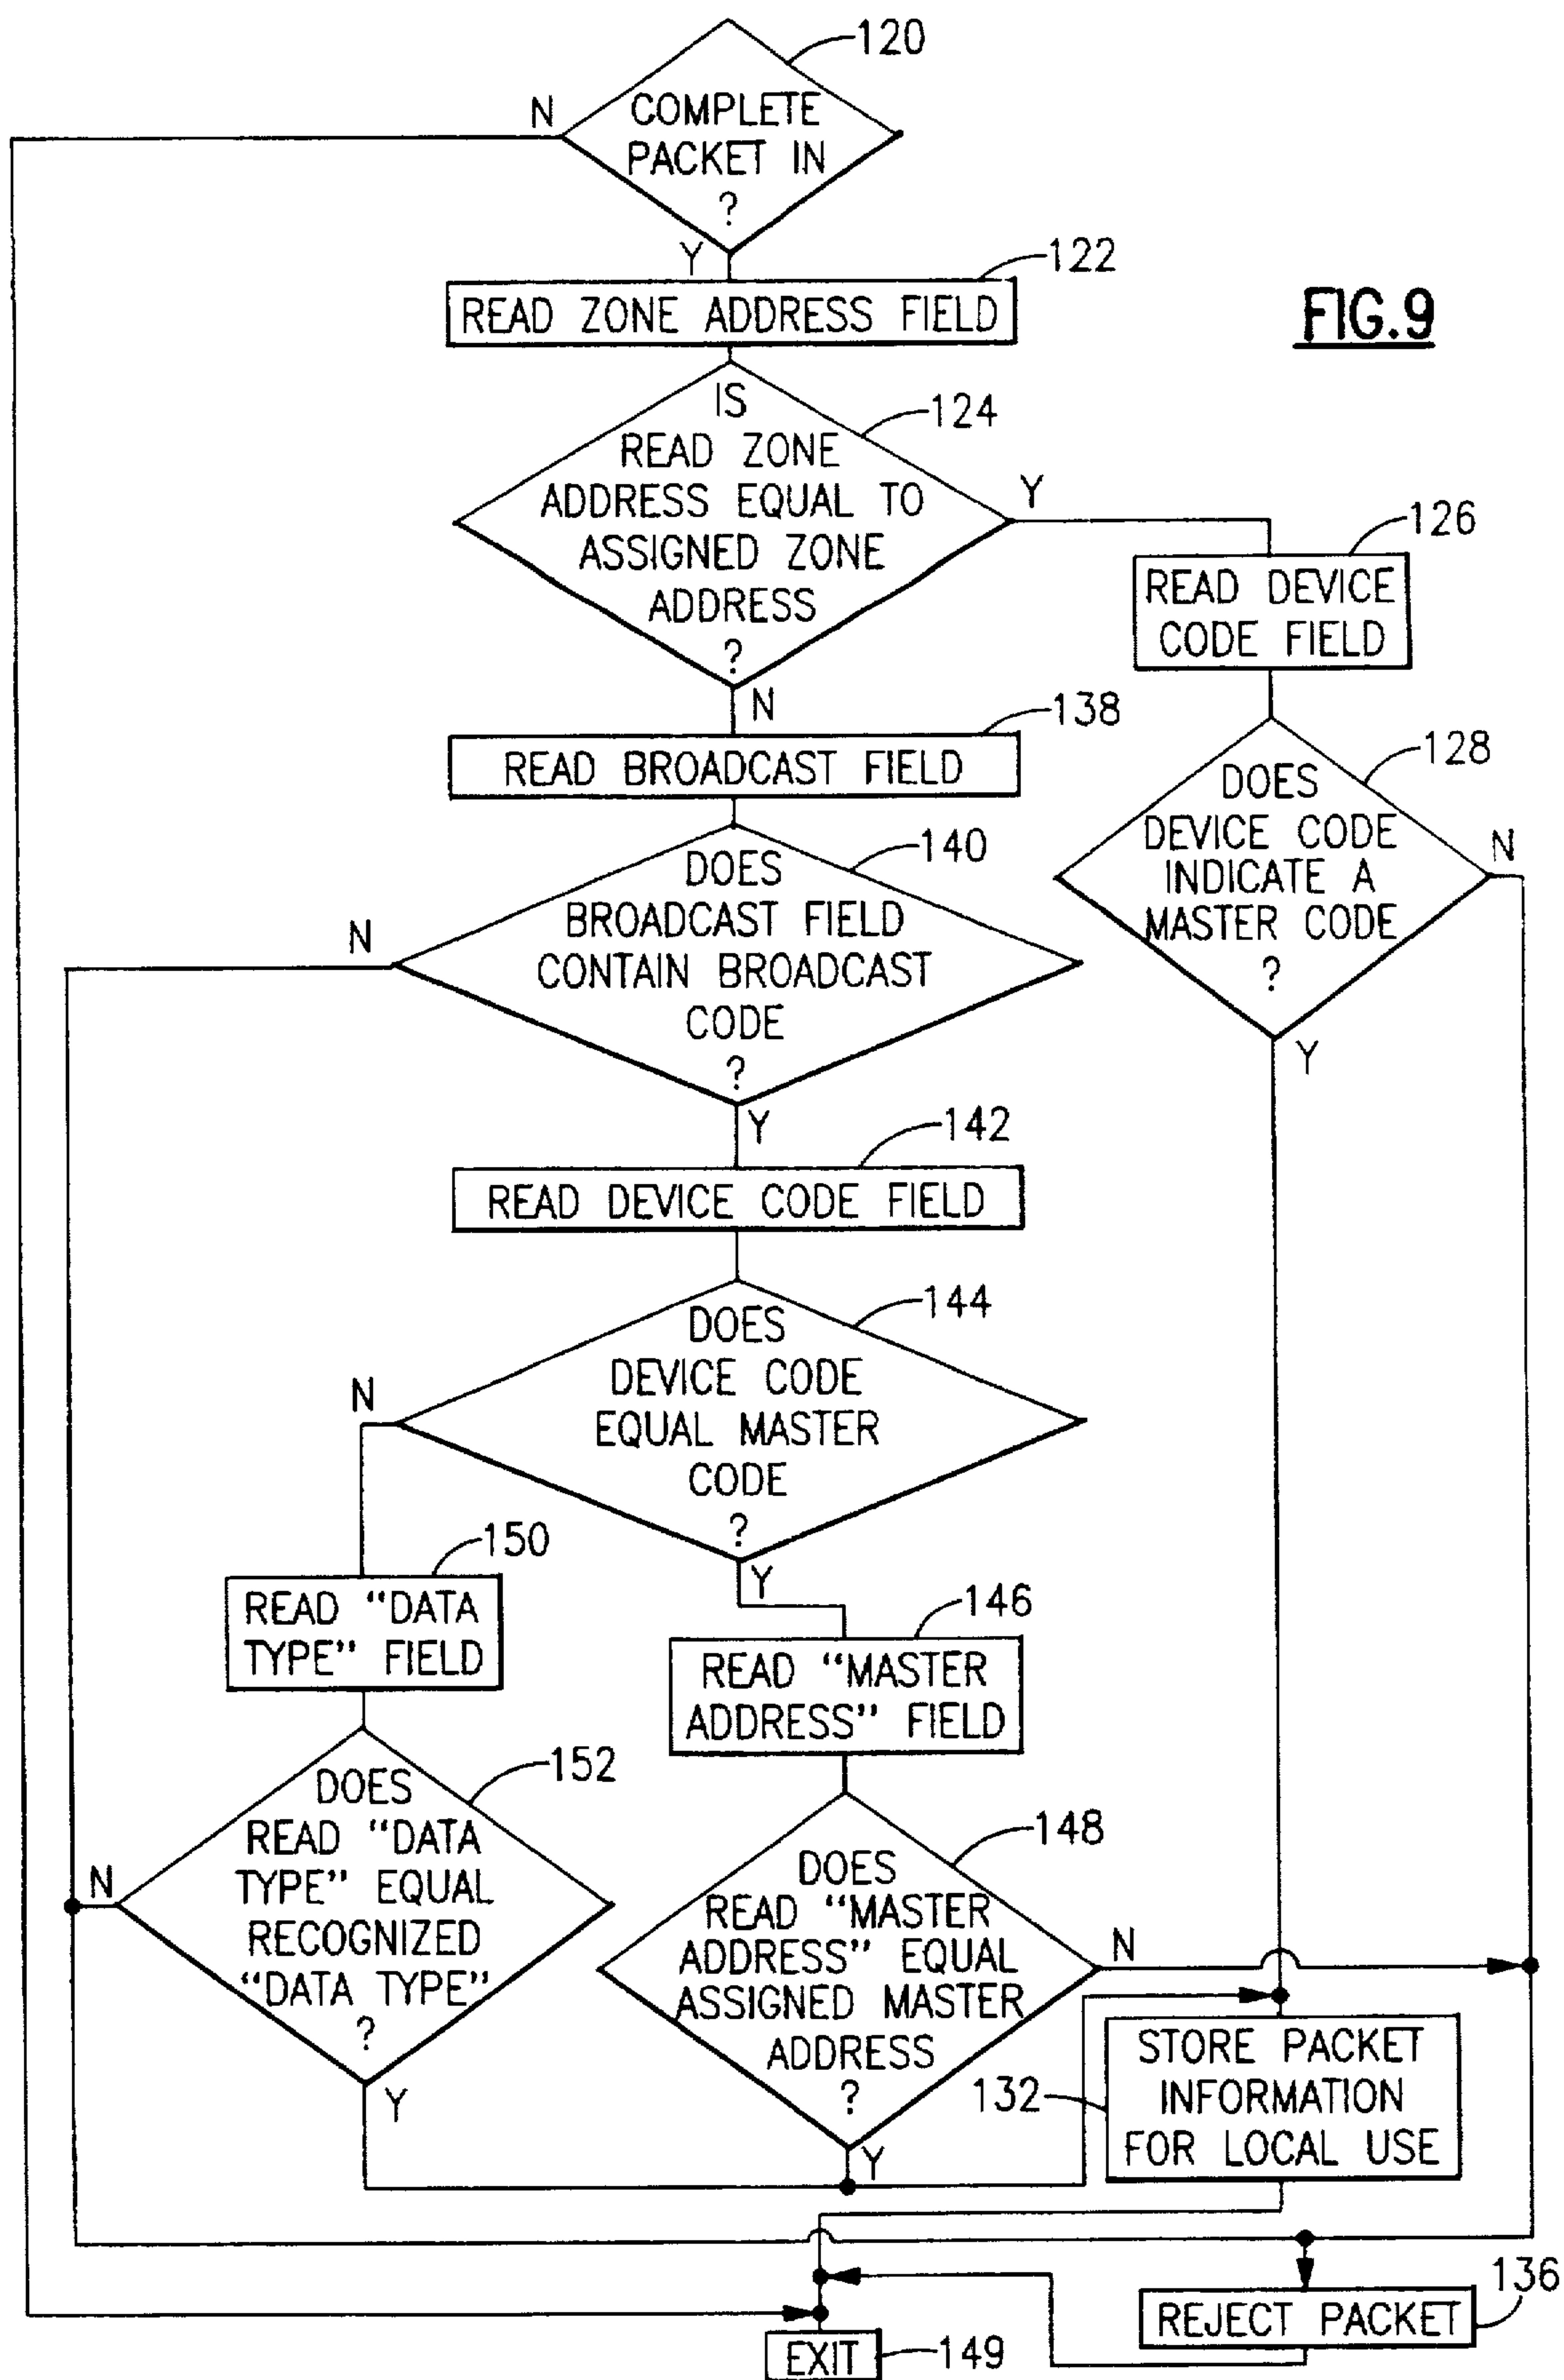 120
COMPLETE
PACKET IN
?
N
Y
122
READ ZONE ADDRESS FIELD
FIG.9
IS
READ ZONE
ADDRESS EQUAL TO
ASSIGNED ZONE
ADDRESS
?
124
Y
N
126
READ DEVICE
CODE FIELD
138
READ BROADCAST FIELD
128
DOES
DEVICE CODE
INDICATE A
MASTER CODE
?
N
Y
140
DOES
BROADCAST FIELD
CONTAIN BROADCAST
CODE
?
N
Y
142
READ DEVICE CODE FIELD
144
DOES
DEVICE CODE
EQUAL MASTER
CODE
?
N
Y
150
READ “DATA
TYPE” FIELD
146
READ “MASTER
ADDRESS” FIELD
152
DOES
READ “DATA
TYPE” EQUAL
RECOGNIZED
“DATA TYPE”
?
N
Y
148
DOES
READ “MASTER
ADDRESS” EQUAL
ASSIGNED MASTER
ADDRESS
?
N
Y
132
STORE PACKET
INFORMATION
FOR LOCAL USE
136
REJECT PACKET
EXIT
149